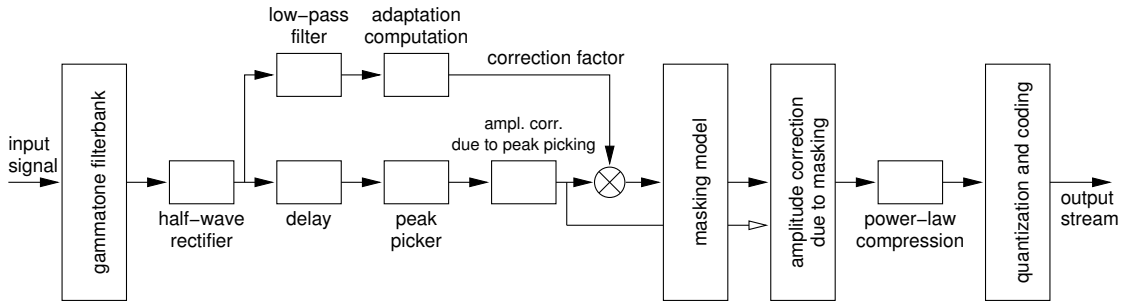 low−pass
filter
adaptation
computation
correction factor
input
signal
gammatone filterbank
half−wave
rectifier
delay
peak
picker
ampl. corr.
due to peak picking
masking model
amplitude correction
due to masking
power−law
compression
quantization and coding
output
stream